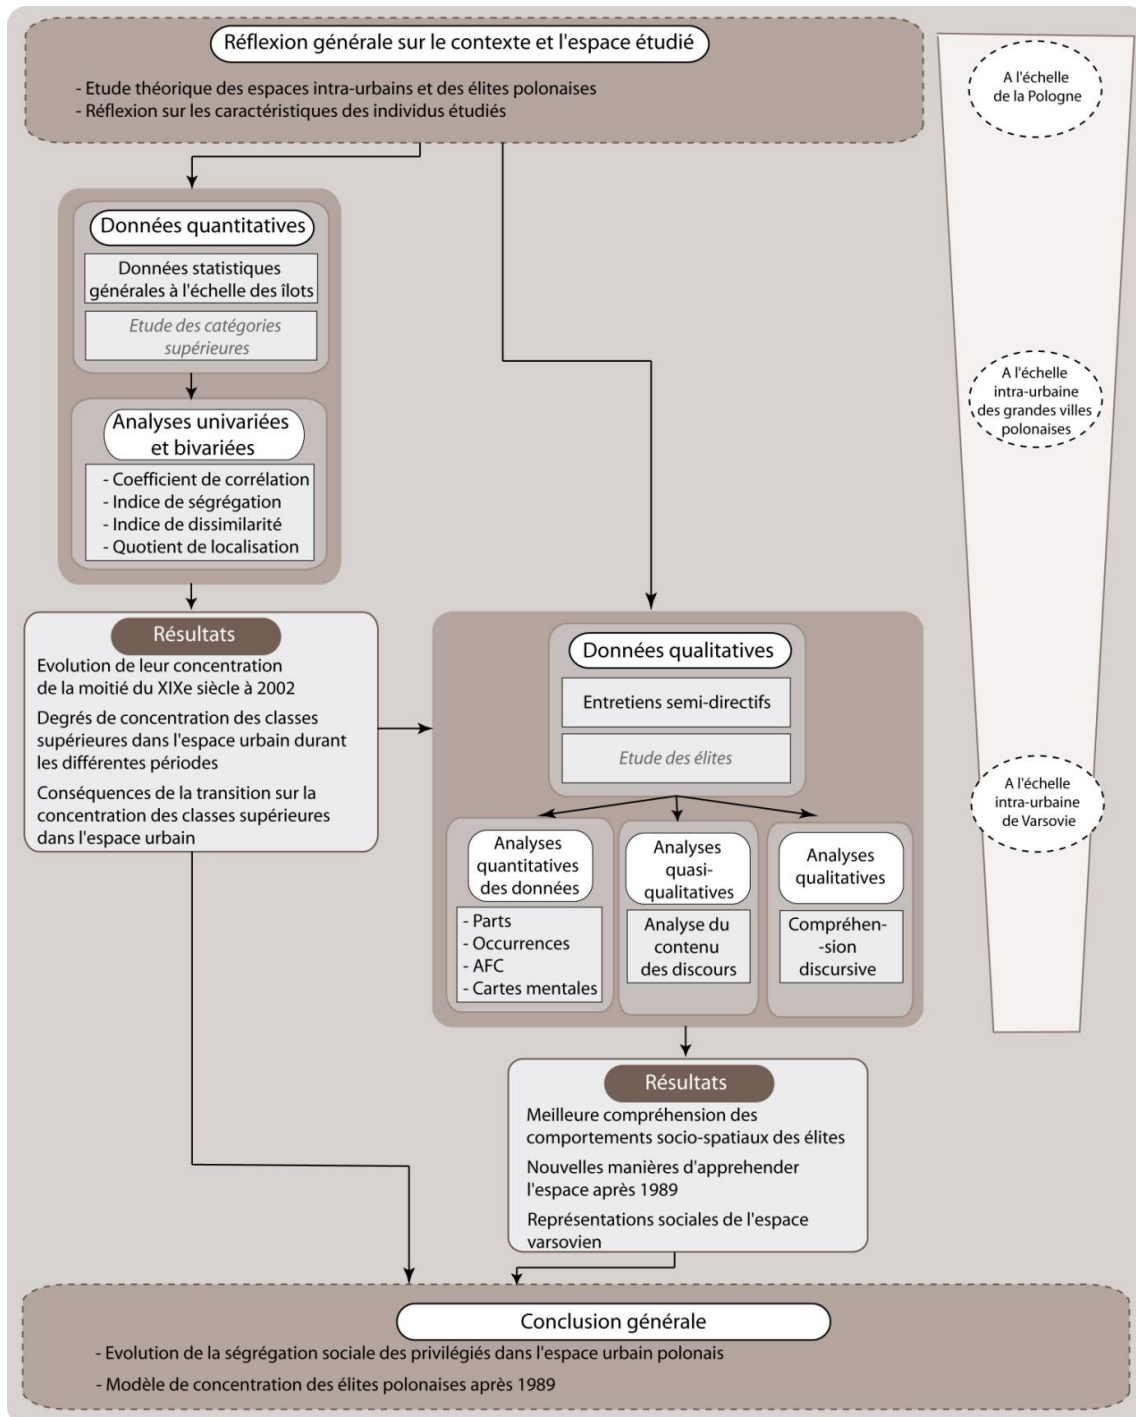 Réflexion générale sur le contexte et l'espace étudié
- Etude théorique des espaces intra-urbains et des élites polonaises
- Réflexion sur les caractéristiques des individus étudiés
A l'échelle
de la Pologne
Données quantitatives
Données statistiques
générales à l'échelle des îlots
Etude des catégories
supérieures
Analyses univariées
et bivariées
- Coefficient de corrélation
- Indice de ségrégation
- Indice de dissimilarité
- Quotient de localisation
A l'échelle
intra-urbaine
des grandes villes
polonaises
Résultats
Evolution de leur concentration
de la moitié du XIXe siècle à 2002
Degrés de concentration des classes
supérieures dans l'espace urbain durant
les différentes périodes
Conséquences de la transition sur la
concentration des classes supérieures
dans l'espace urbain
Données qualitatives
Entretiens semi-directifs
Etude des élites
Analyses
quantitatives
des données
- Parts
- Occurrences
- AFC
- Cartes mentales
Analyses
quasi-
qualitatives
Analyse du
contenu
des discours
Analyses
qualitatives
Compréhen-
-sion
discursive
A l'échelle
intra-urbaine
de Varsovie
Résultats
Meilleure compréhension des
comportements socio-spatiaux des élites
Nouvelles manières d'apprehender
l'espace après 1989
Représentations sociales de l'espace
varsovien
Conclusion générale
- Evolution de la ségrégation sociale des privilégiés dans l'espace urbain polonais
- Modèle de concentration des élites polonaises après 1989